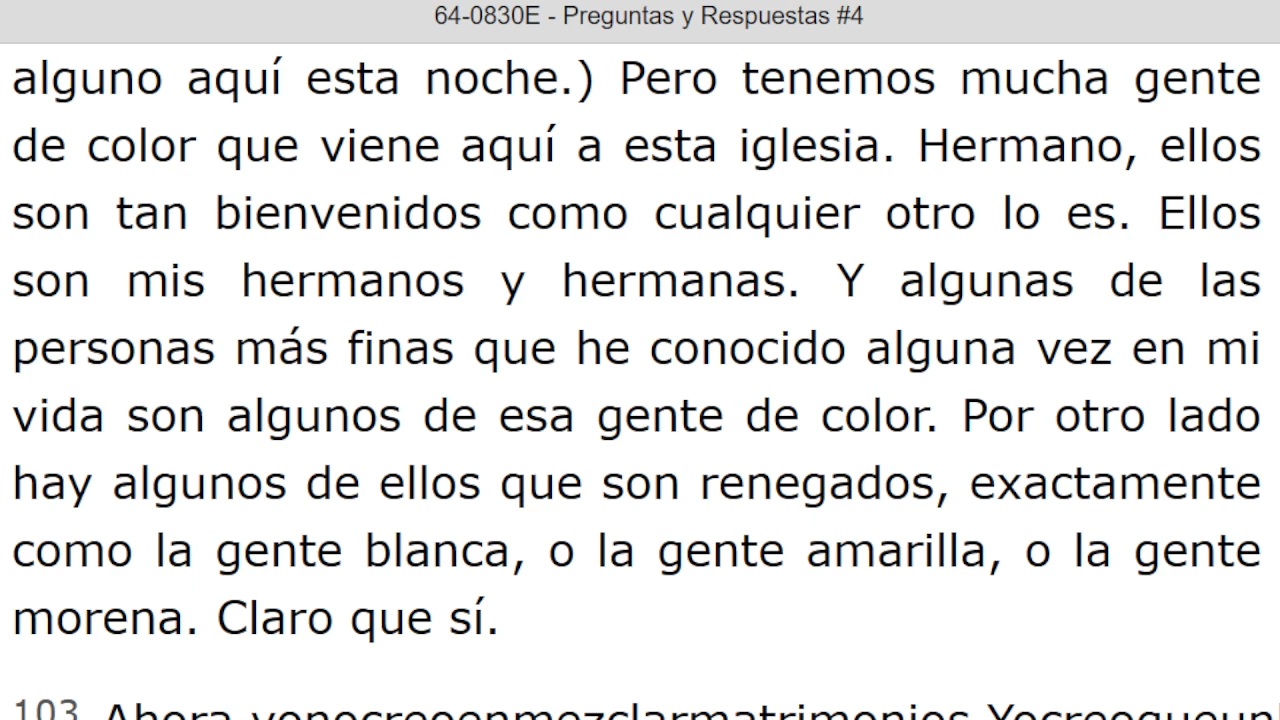 64-0830E - Preguntas y Respuestas #4
alguno aquí esta noche.) Pero tenemos mucha gente
de color que viene aquí a esta iglesia. Hermano, ellos
son tan bienvenidos como cualquier otro lo es. Ellos
son mis hermanos y hermanas. Y algunas de las
personas más finas que he conocido alguna vez en mi
vida son algunos de esa gente de color. Por otro lado
hay algunos de ellos que son renegados, exactamente
como la gente blanca, o la gente amarilla, o la gente
morena. Claro que sí.
103 Ahora yonocreoenmezclarmatrimonios.Yocreoqueun